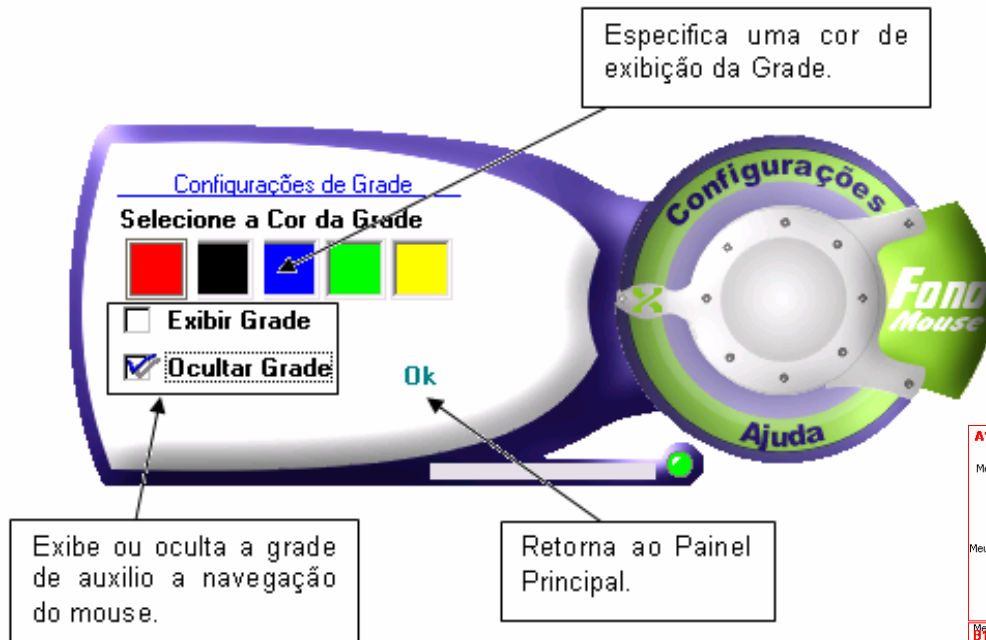 Especifica uma cor de
exibição da Grade.
Configurações de Grade
Selecione a Cor da Grade
Exibir Grade
Ocultar Grade
Ok
Configurações
X
Fono
Mouse
Ajuda
Exibe ou oculta a grade
de auxilio a navegação
do mouse.
Retorna ao Painel
Principal.